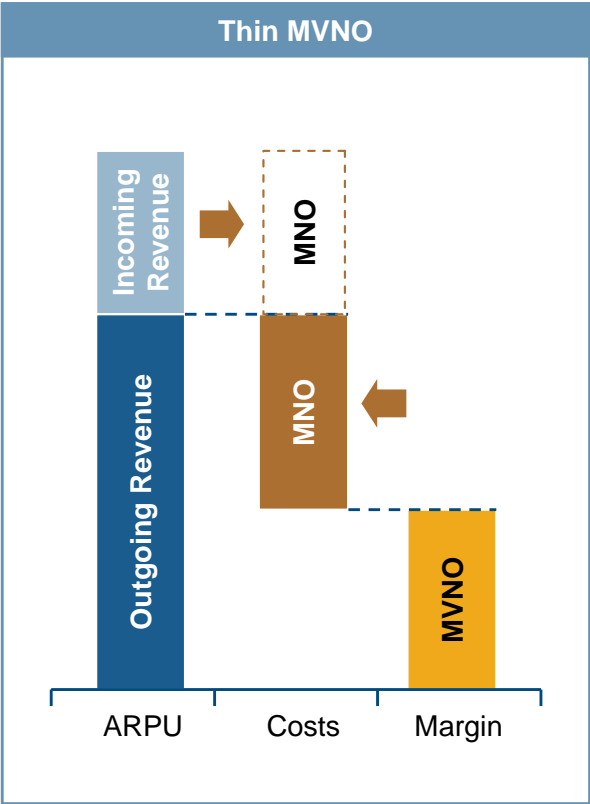 Thin MVNO
Incoming
Revenue
MNO
Outgoing Revenue
MNO
MVNO
ARPU
Costs
Margin